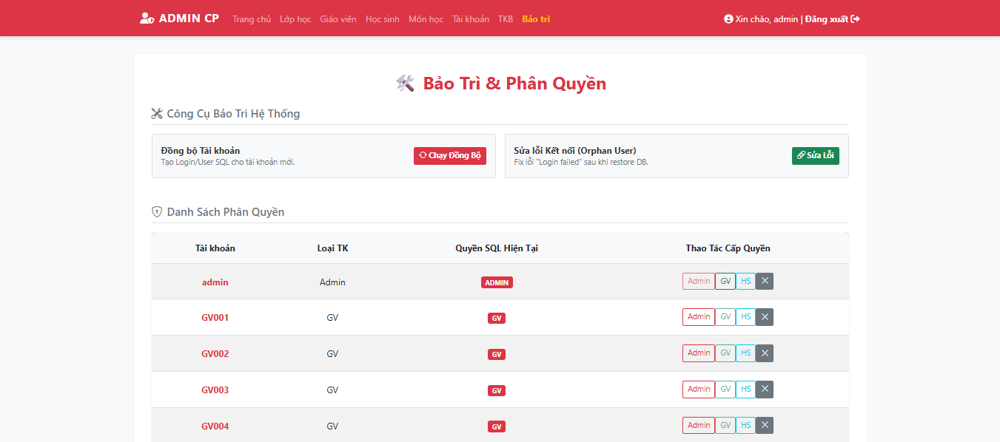 ADMIN CP Trang chủ Lớp học Giáo viên Học sinh Môn học Tài khoản TKB Bảo trì Xin chào, admin | Đăng xuất
Bảo Trì & Phân Quyền
Công Cụ Bảo Trì Hệ Thống
Đồng bộ Tài khoản
Tạo Login/User SQL cho tài khoản mới.
Chạy Đồng Bộ
Sửa lỗi Kết nối (Orphan User)
Fix lỗi "Login failed" sau khi restore DB.
Sửa Lỗi
Danh Sách Phân Quyền
Tài khoản Loại TK Quyền SQL Hiện Tại Thao Tác Cấp Quyền
admin Admin ADMIN Admin GV HS
GV001 GV GV Admin GV HS
GV002 GV GV Admin GV HS
GV003 GV GV Admin GV HS
GV004 GV GV Admin GV HS